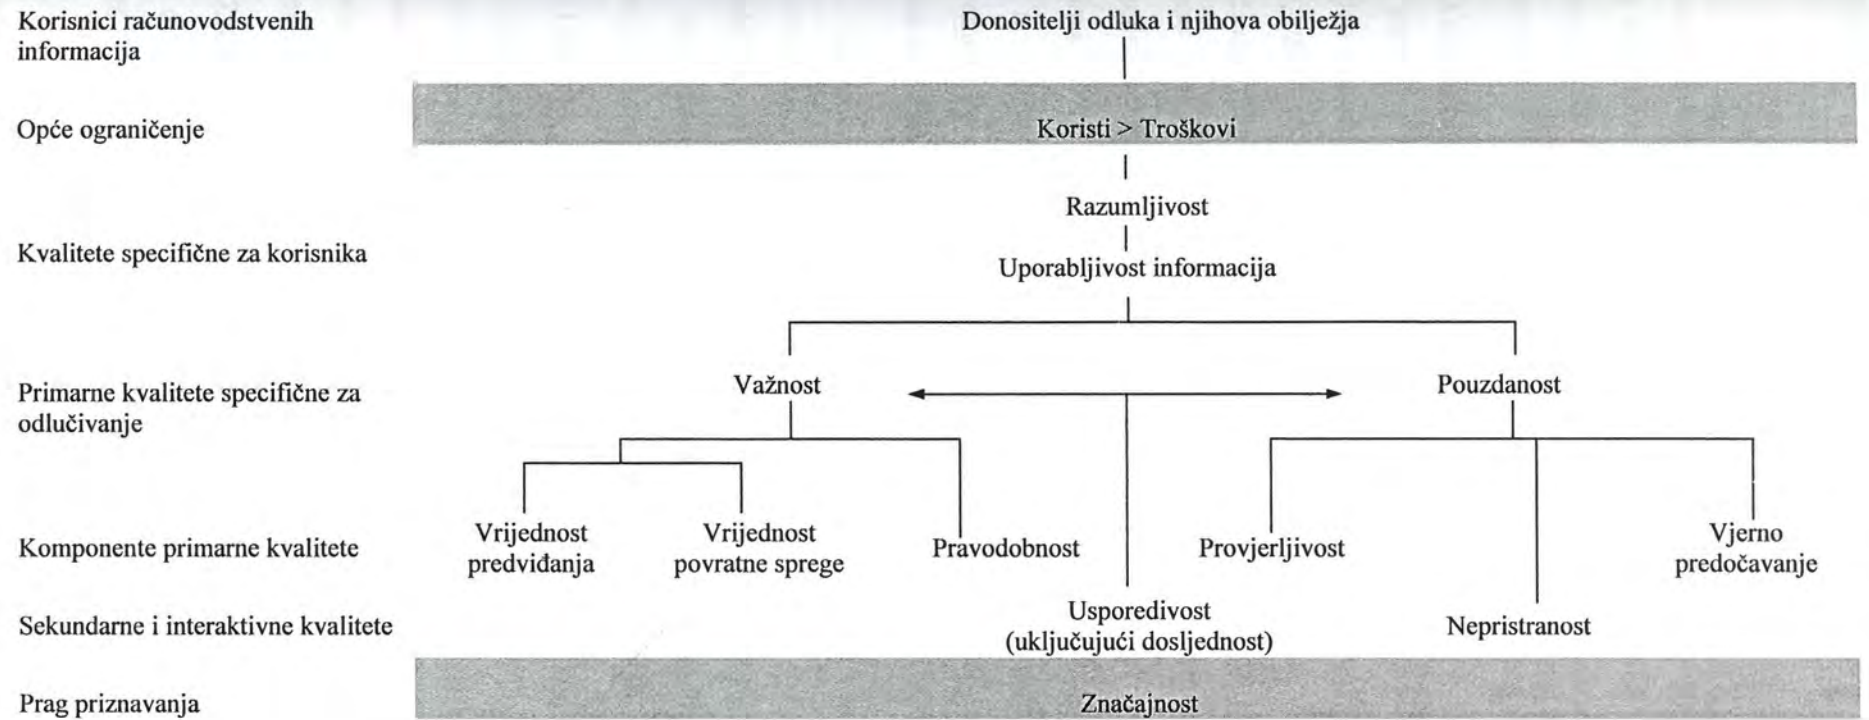 Korisnici računovodstvenih
informacija
Donositelji odluka i njihova obilježja
Opće ograničenje
Koristi > Troškovi
Razumljivost
Kvalitete specifične za korisnika
Uporabljivost informacija
Primarne kvalitete specifične za
odlučivanje
Važnost
Pouzdanost
Komponente primarne kvalitete
Vrijednost
predviđanja
Vrijednost
povratne sprege
Pravodobnost
Provjerljivost
Vjerno
predočavanje
Sekundarne i interaktivne kvalitete
Usporedivost
(uključujući dosljednost)
Nepristranost
Prag priznavanja
Značajnost